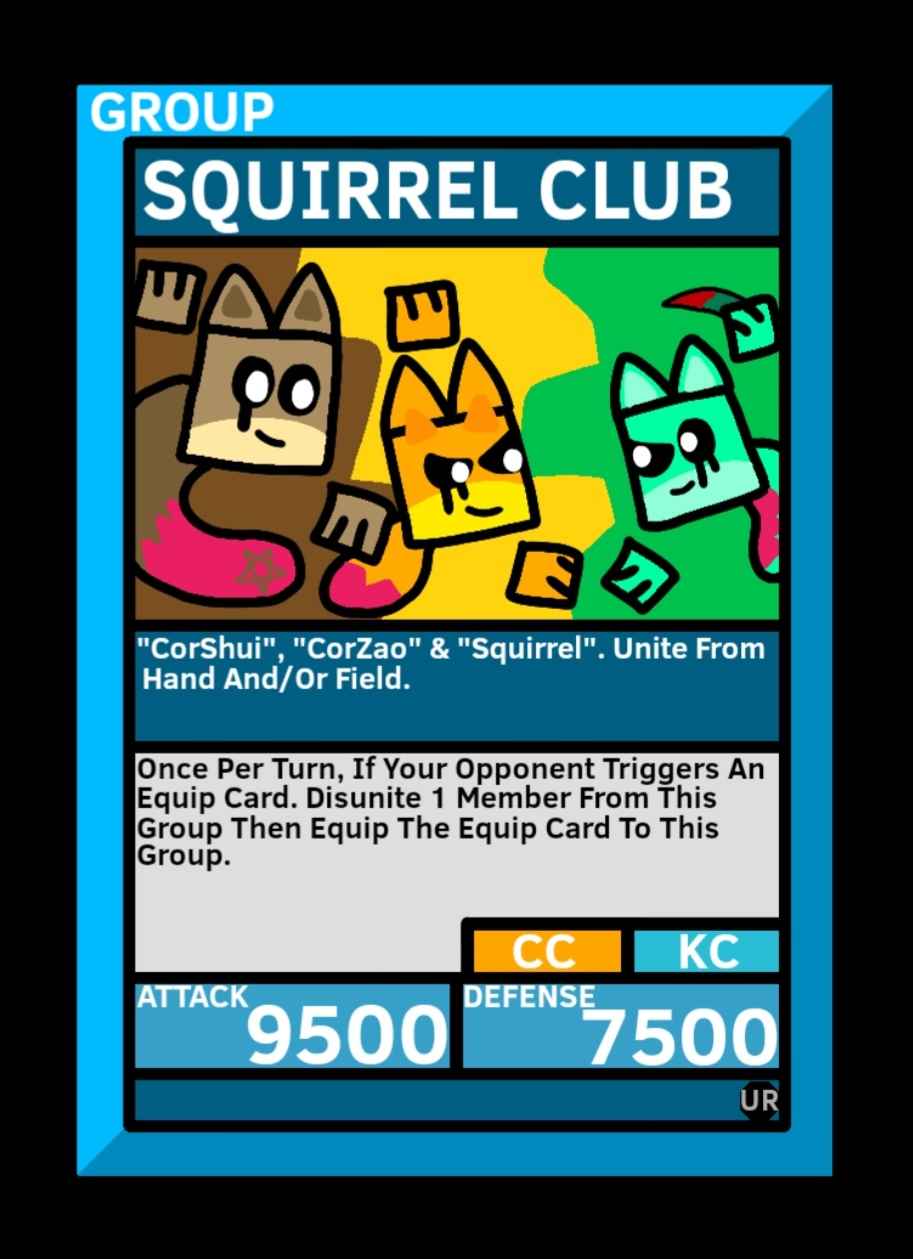 GROUP
SQUIRREL CLUB
"CorShui", "CorZao" & "Squirrel". Unite From
Hand And/Or Field.
Once Per Turn, If Your Opponent Triggers An
Equip Card. Disunite 1 Member From This
Group Then Equip The Equip Card To This
Group.
CC KC
ATTACK DEFENSE
9500 7500
UR